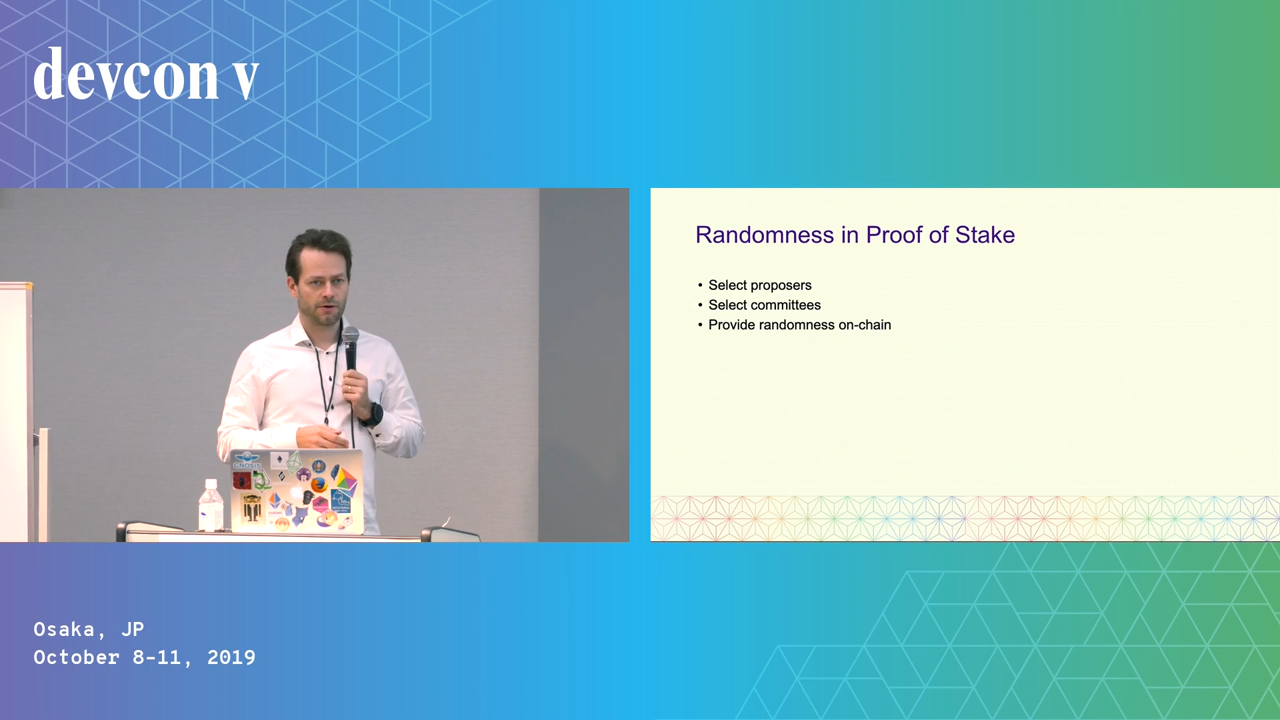 devcon v
Randomness in Proof of Stake
• Select proposers
• Select committees
• Provide randomness on-chain
GNOSIS
Osaka, JP
October 8-11, 2019